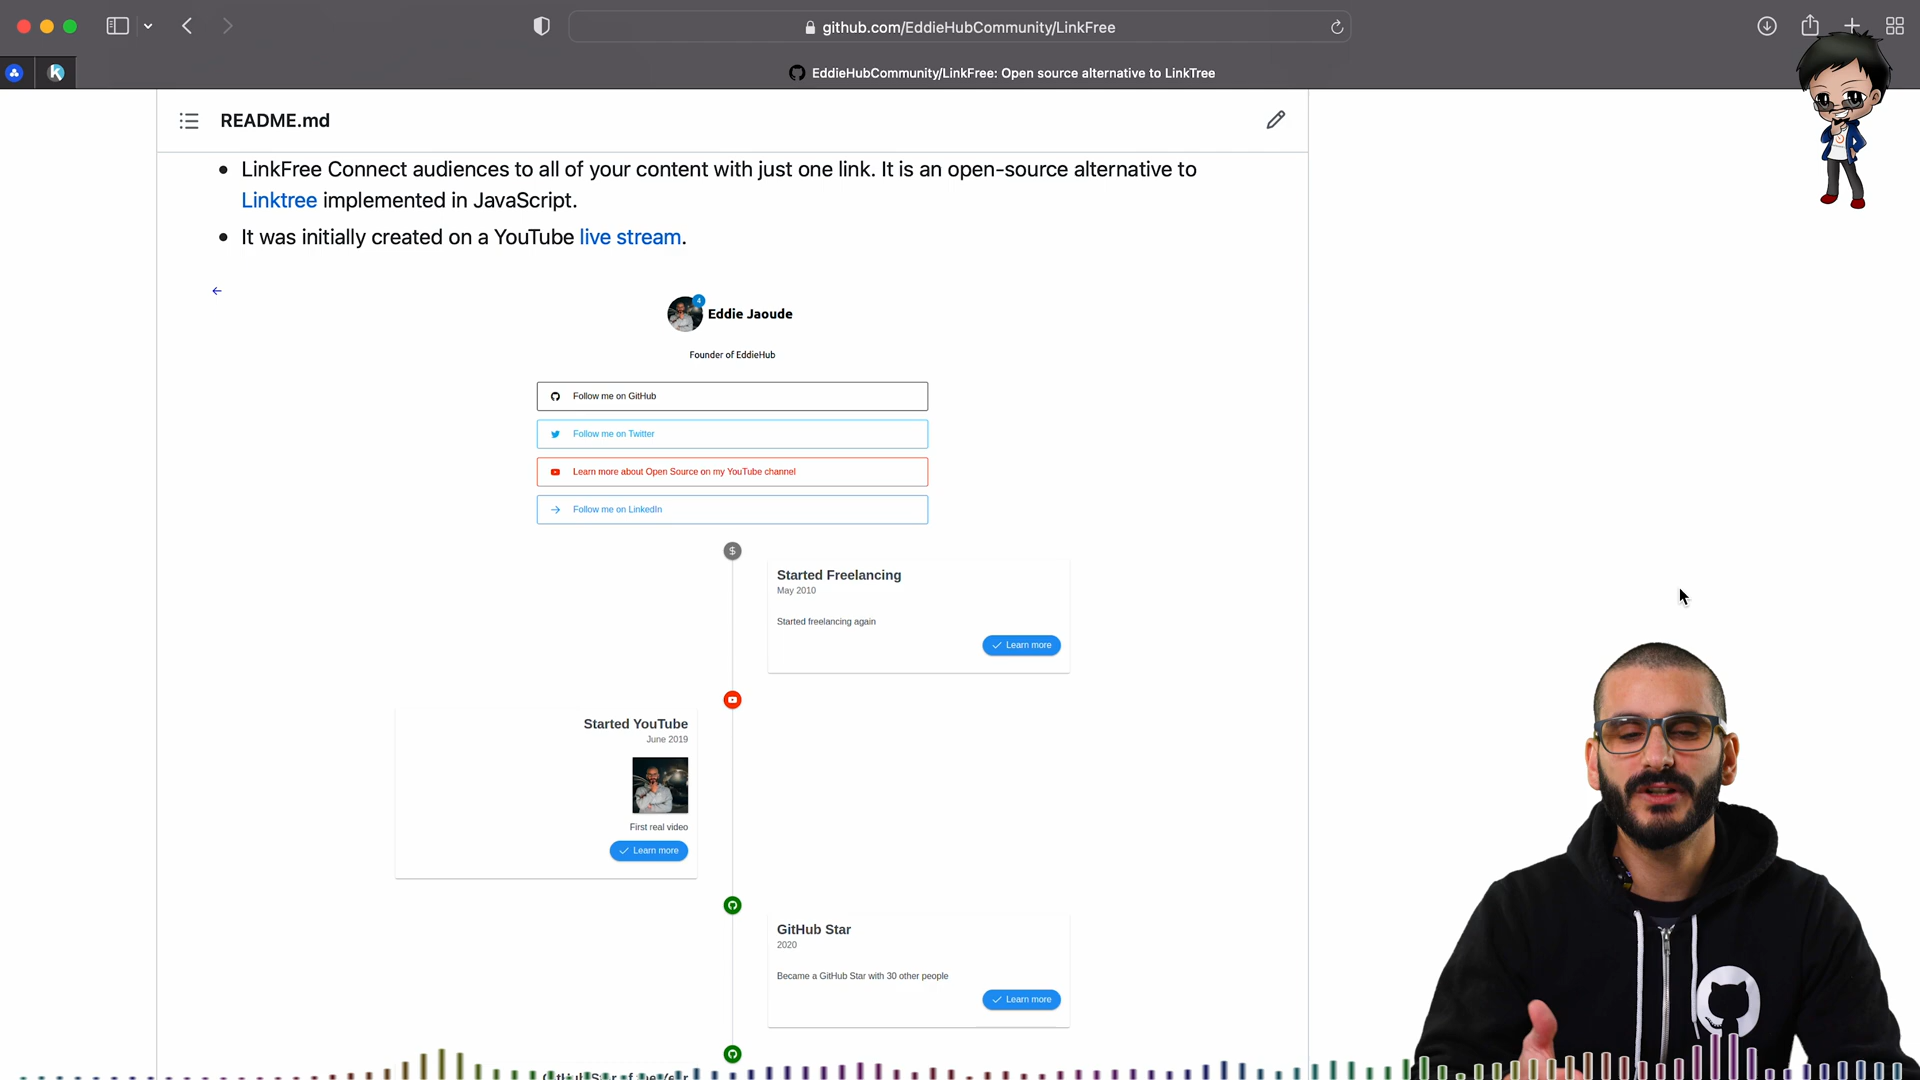 github.com/EddieHubCommunity/LinkFree
EddieHubCommunity/LinkFree: Open source alternative to LinkTree
README.md
LinkFree Connect audiences to all of your content with just one link. It is an open-source alternative to
Linktree implemented in JavaScript.
It was initially created on a YouTube live stream.
4
Eddie Jaoude
Founder of EddieHub
Follow me on GitHub
Follow me on Twitter
Learn more about Open Source on my YouTube channel
Follow me on LinkedIn
Started Freelancing
May 2010
Started freelancing again
Learn more
Started YouTube
June 2019
First real video
Learn more
GitHub Star
2020
Became a GitHub Star with 30 other people
Learn more